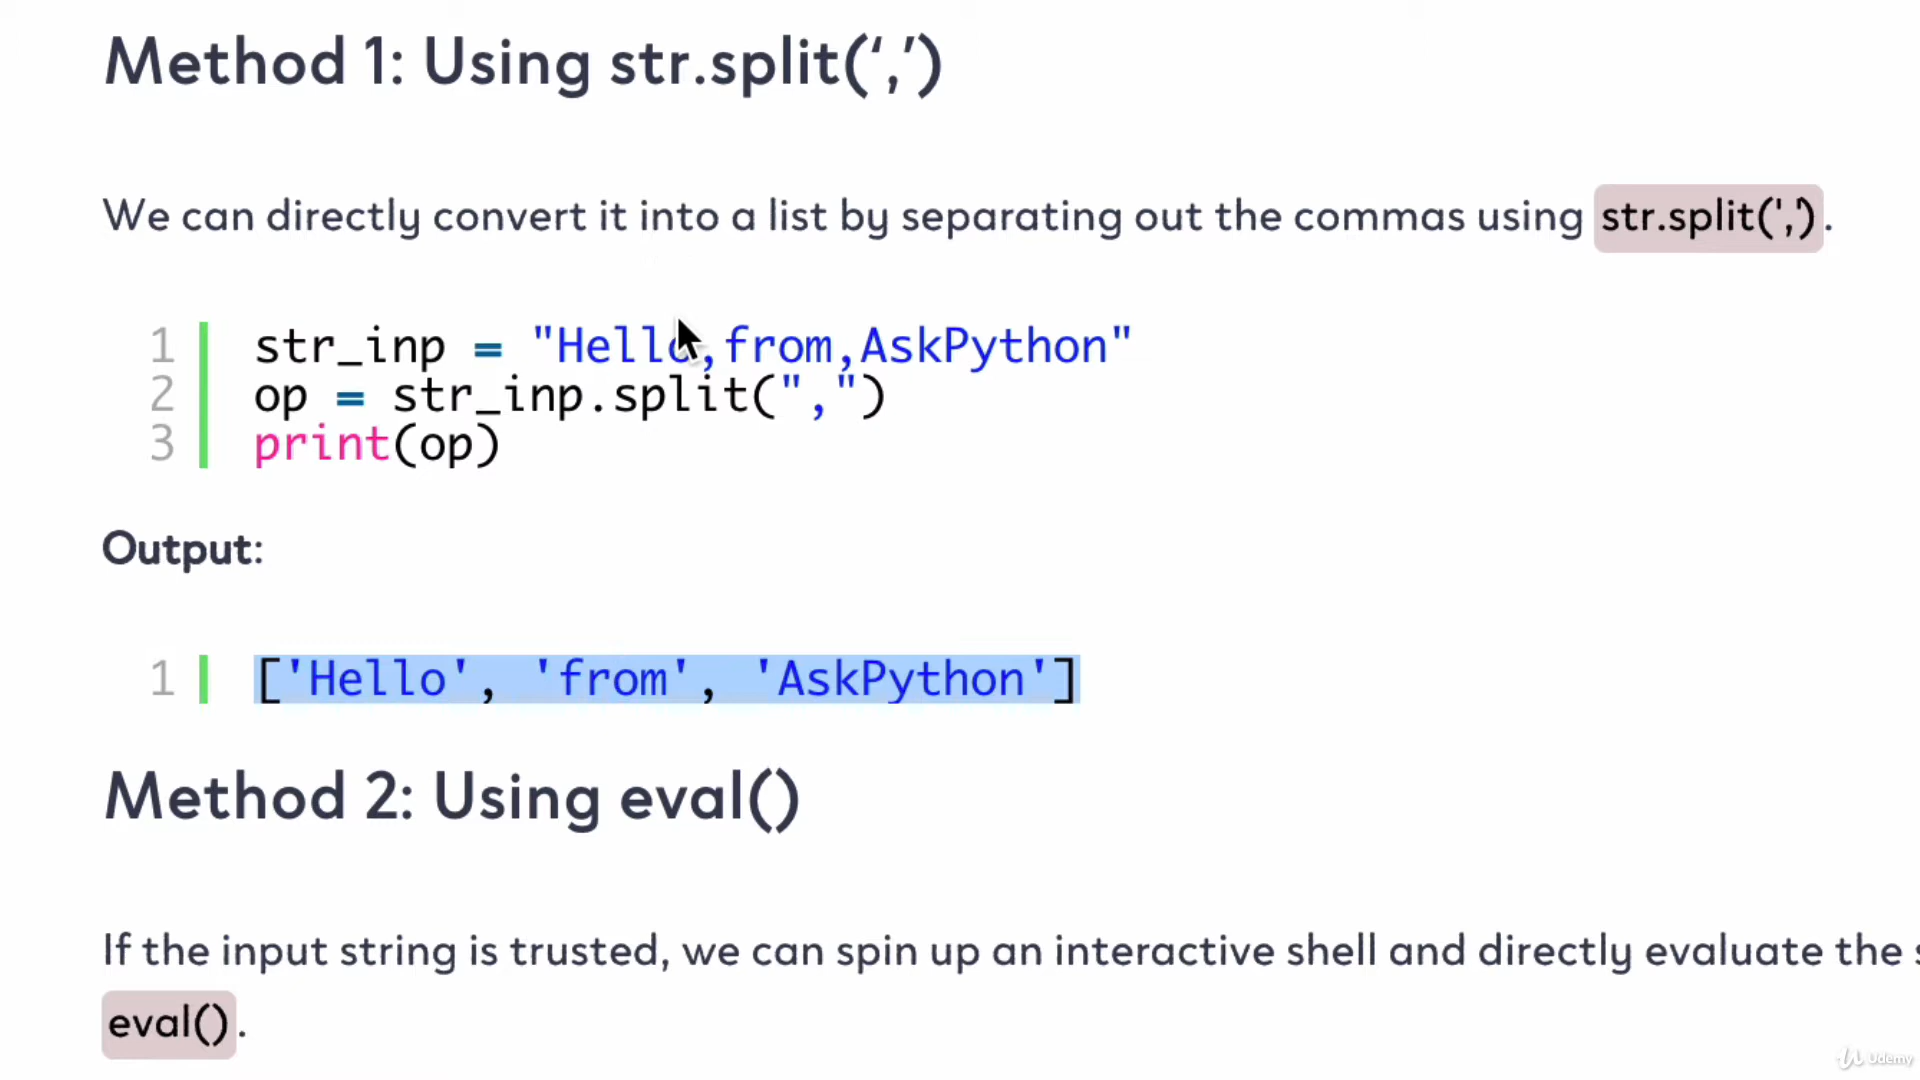 Method 1: Using str.split(‘,’)
We can directly convert it into a list by separating out the commas using str.split(',').
1 str_inp = "Hello,from,AskPython"
2 op = str_inp.split(",")
3 print(op)
Output:
1 ['Hello', 'from', 'AskPython']
Method 2: Using eval()
If the input string is trusted, we can spin up an interactive shell and directly evaluate the
eval().
Udemy